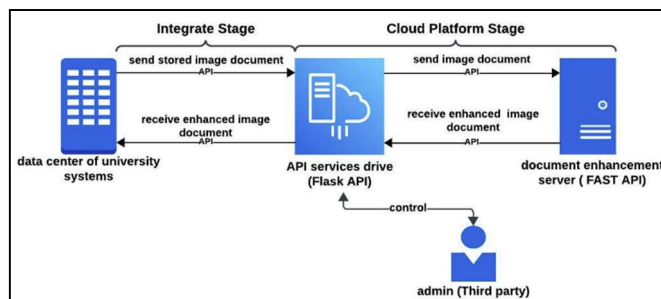 Integrate Stage
Cloud Platform Stage
send stored image document
API
send image document
API
receive enhanced image
document
API
receive enhanced image
document
API
data center of university
systems
API services drive
(Flask API)
document enhancement
server ( FAST API)
control
admin (Third party)